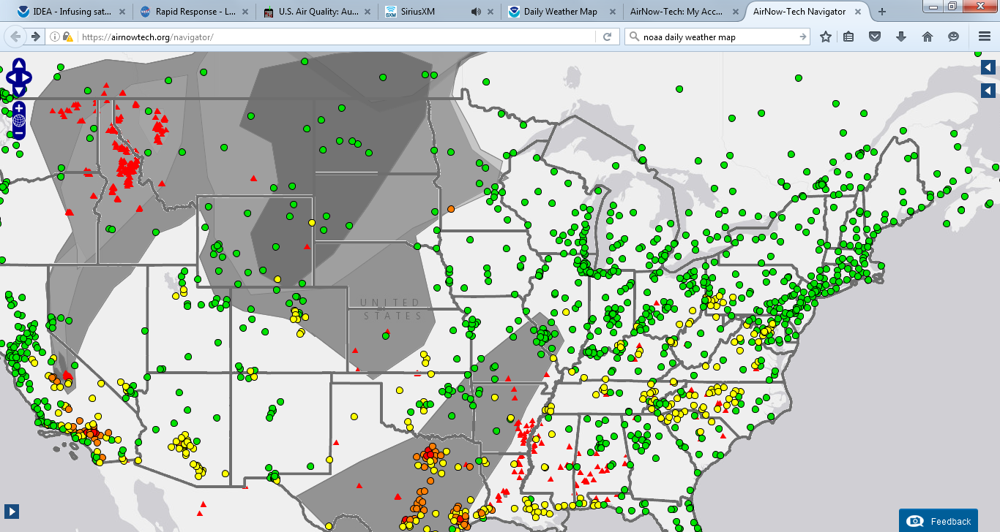 IDEA - Infusing sat...
Rapid Response - L...
U.S. Air Quality: Au...
SXM
SiriusXM
Daily Weather Map
AirNow-Tech: My Acc...
AirNow-Tech Navigator
https://airnowtech.org/navigator/
noaa daily weather map
UNITED
STATES
Feedback